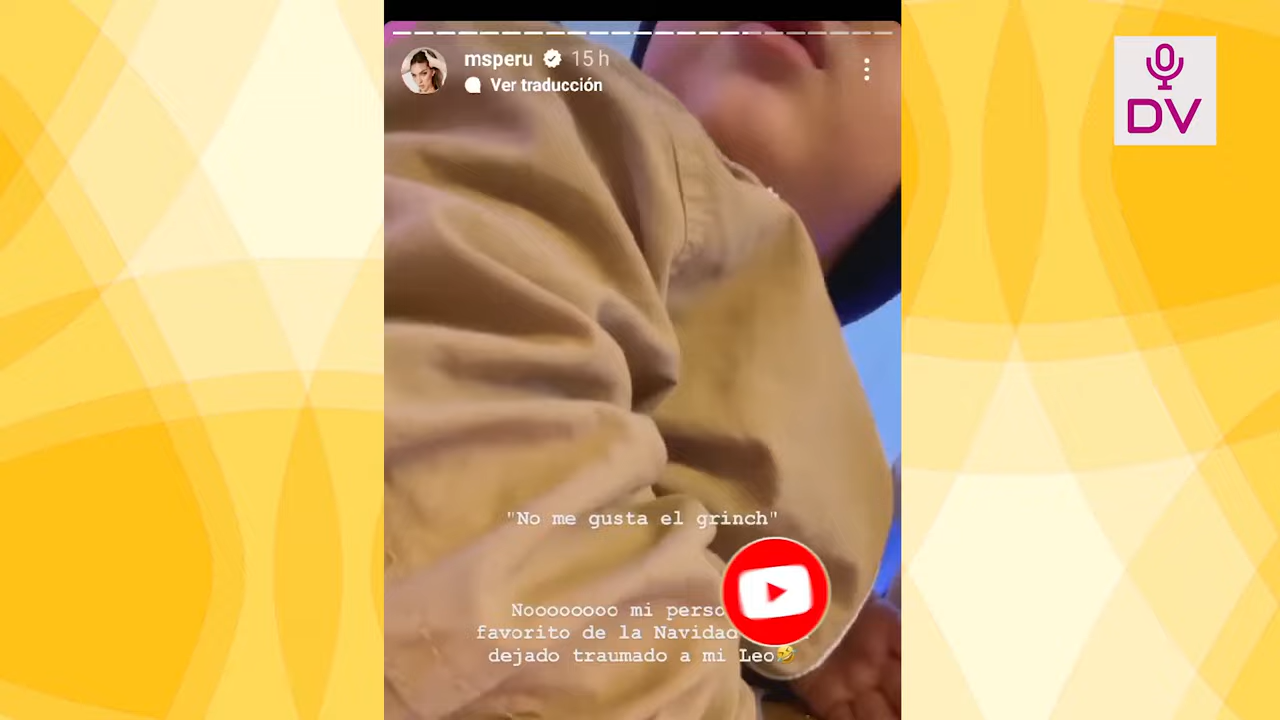 msperu 15 h
Ver traducción
DV
"No me gusta el grinch"
Noooooooo mi perso
favorito de la Navidad
dejado traumado a mi Leo🤣